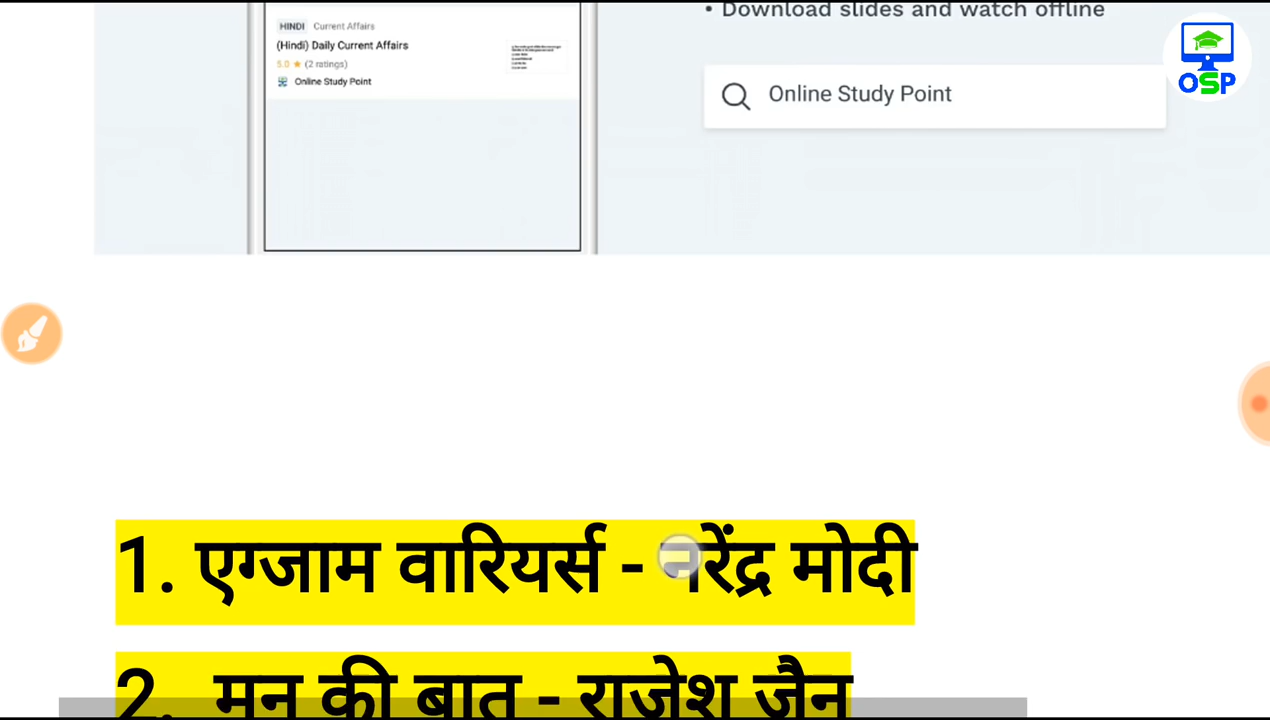 • Download slides and watch offline
HINDI Current Affairs
(Hindi) Daily Current Affairs
5.0 ★ (2 ratings)
Online Study Point
Online Study Point
OSP
1. एग्जाम वारियर्स - नरेंद्र मोदी
2. मन की बात - राजेश जैन